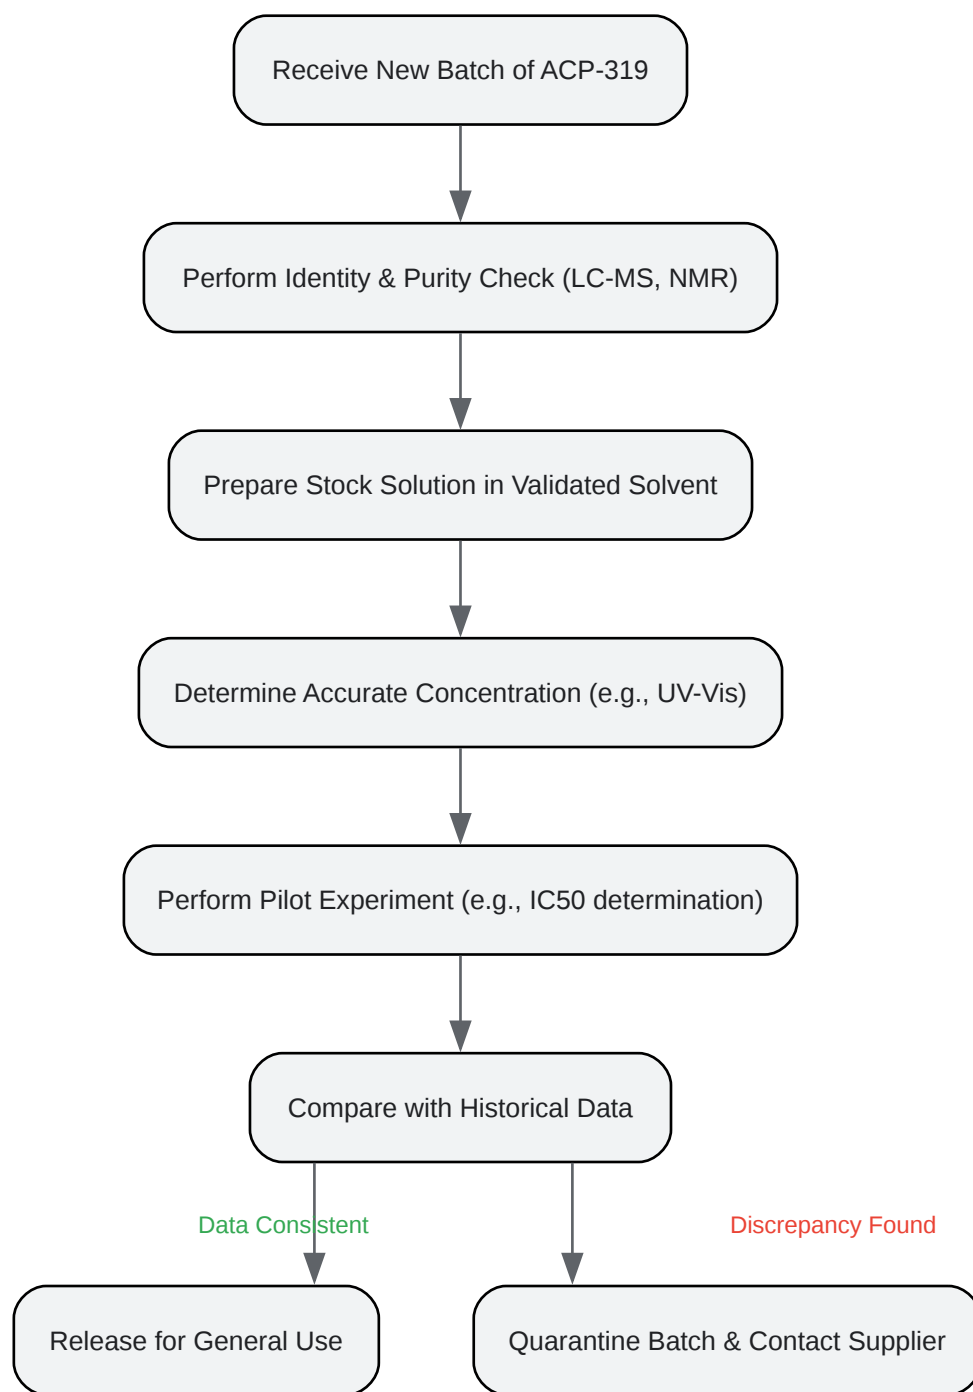 Receive New Batch of ACP-319
Perform Identity & Purity Check (LC-MS, NMR)
Prepare Stock Solution in Validated Solvent
Determine Accurate Concentration (e.g., UV-Vis)
Perform Pilot Experiment (e.g., IC50 determination)
Compare with Historical Data
Data Consistent
Discrepancy Found
Release for General Use
Quarantine Batch & Contact Supplier